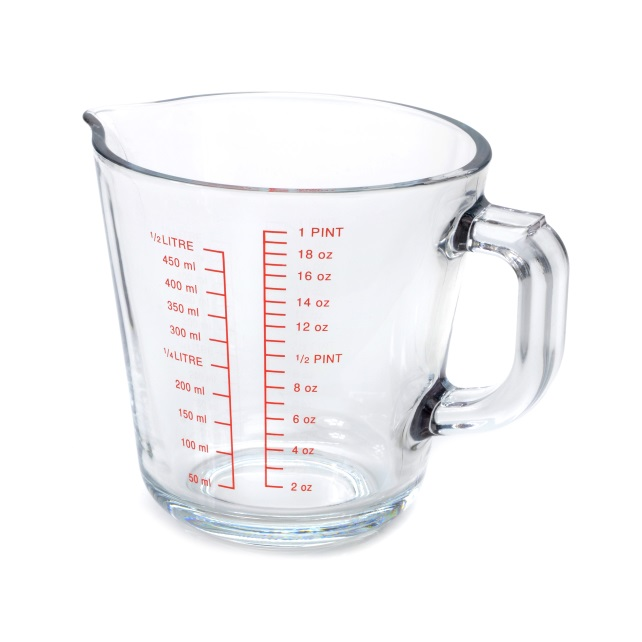 ½ LITRE
450 ml
400 ml
350 ml
300 ml
¼ LITRE
200 ml
150 ml
100 ml
50 ml
1 PINT
18 oz
16 oz
14 oz
12 oz
½ PINT
8 oz
6 oz
4 oz
2 oz